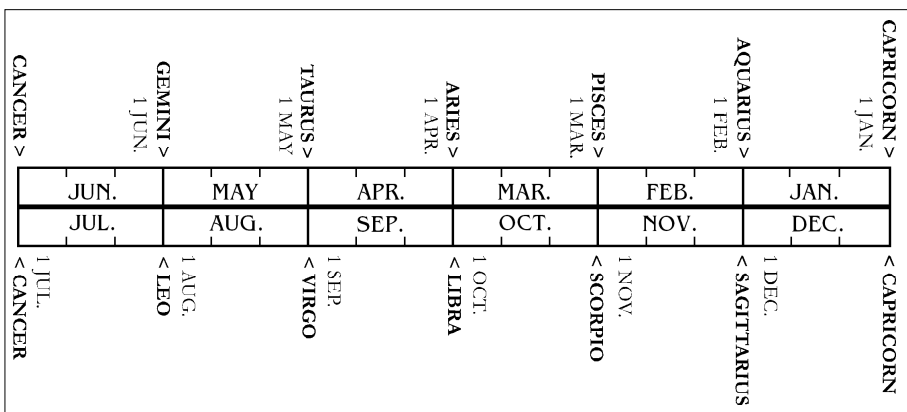 CANCER >
GEMINI >
1 JUN.
TAURUS >
1 MAY
ARIES >
1 APR.
PISCES >
1 MAR.
AQUARIUS >
1 FEB.
CAPRICORN >
1 JAN.
JUN. MAY APR. MAR. FEB. JAN.
JUL. AUG. SEP. OCT. NOV. DEC.
< CANCER
1 JUL.
< LEO
1 AUG.
< VIRGO
1 SEP.
< LIBRA
1 OCT.
< SCORPIO
1 NOV.
< SAGITTARIUS
1 DEC.
< CAPRICORN